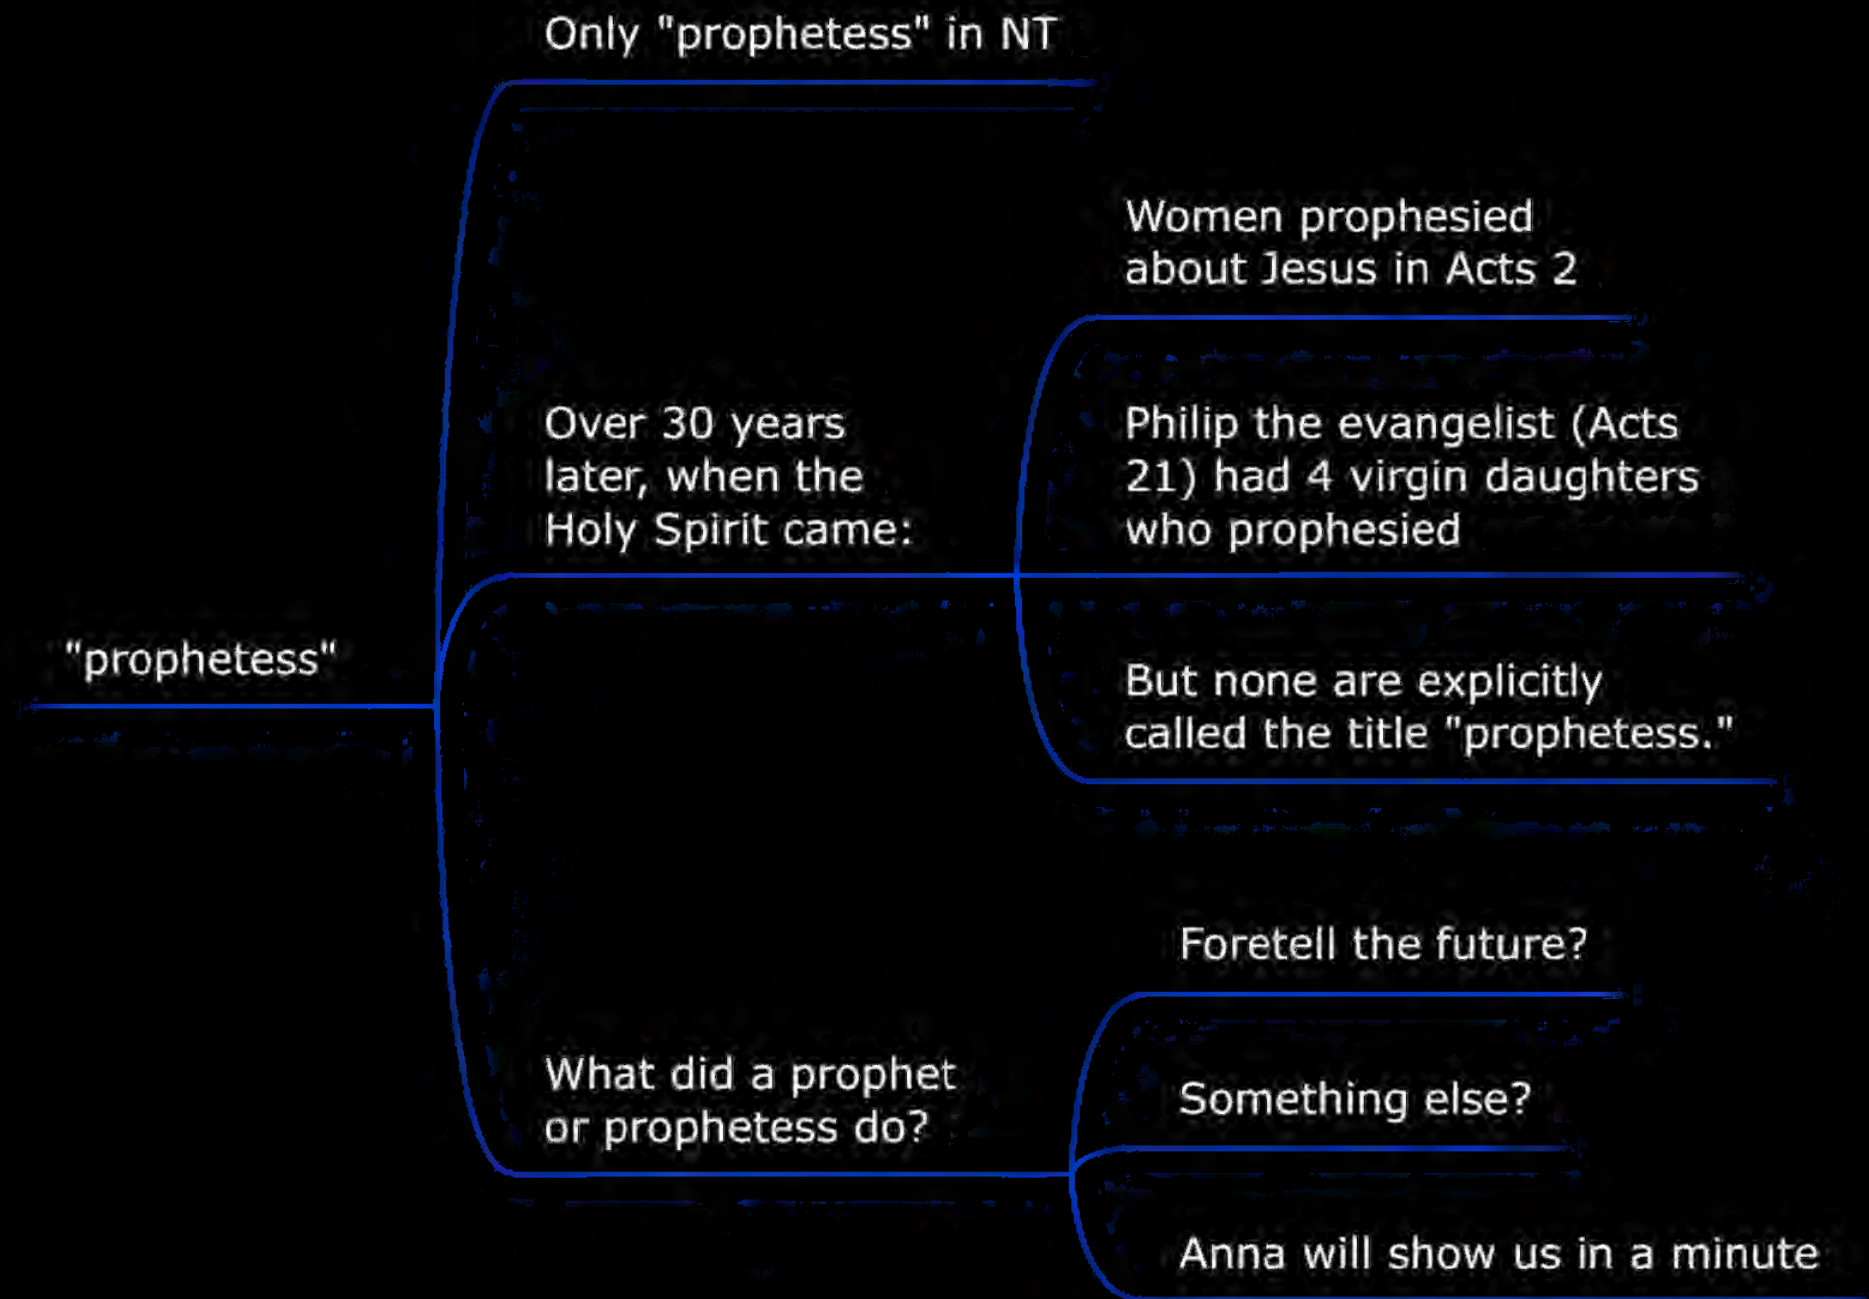 Only "prophetess" in NT
Women prophesied
about Jesus in Acts 2
Over 30 years
later, when the
Holy Spirit came:
Philip the evangelist (Acts
21) had 4 virgin daughters
who prophesied
"prophetess"
But none are explicitly
called the title "prophetess."
Foretell the future?
What did a prophet
or prophetess do?
Something else?
Anna will show us in a minute